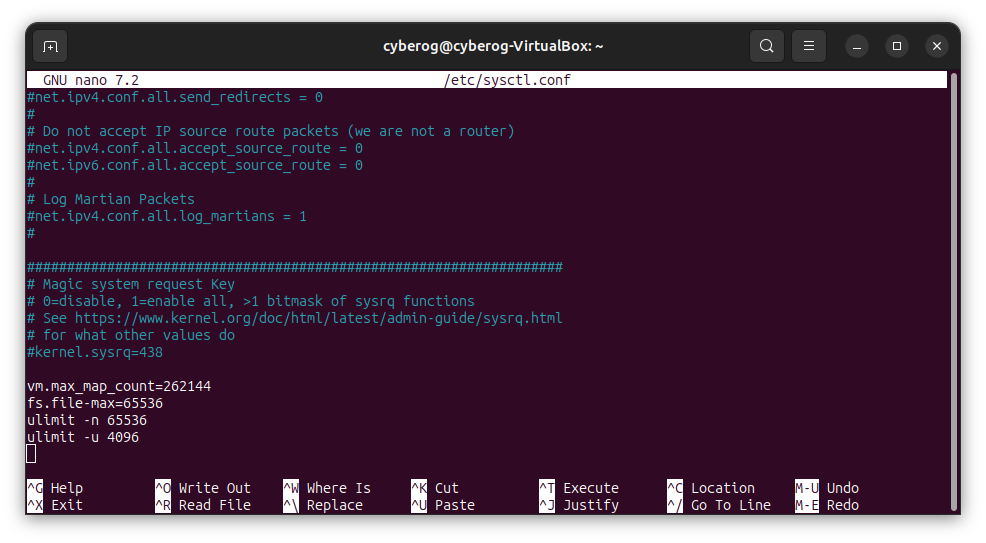 cyberog@cyberog-VirtualBox: ~
GNU nano 7.2 /etc/sysctl.conf
#net.ipv4.conf.all.send_redirects = 0
#
# Do not accept IP source route packets (we are not a router)
#net.ipv4.conf.all.accept_source_route = 0
#net.ipv6.conf.all.accept_source_route = 0
#
# Log Martian Packets
#net.ipv4.conf.all.log_martians = 1
#
###################################################################
# Magic system request Key
# 0=disable, 1=enable all, >1 bitmask of sysrq functions
# See https://www.kernel.org/doc/html/latest/admin-guide/sysrq.html
# for what other values do
#kernel.sysrq=438
vm.max_map_count=262144
fs.file-max=65536
ulimit -n 65536
ulimit -u 4096
^G Help ^O Write Out ^W Where Is ^K Cut ^T Execute ^C Location M-U Undo
^X Exit ^R Read File ^\ Replace ^U Paste ^J Justify ^/ Go To Line M-E Redo